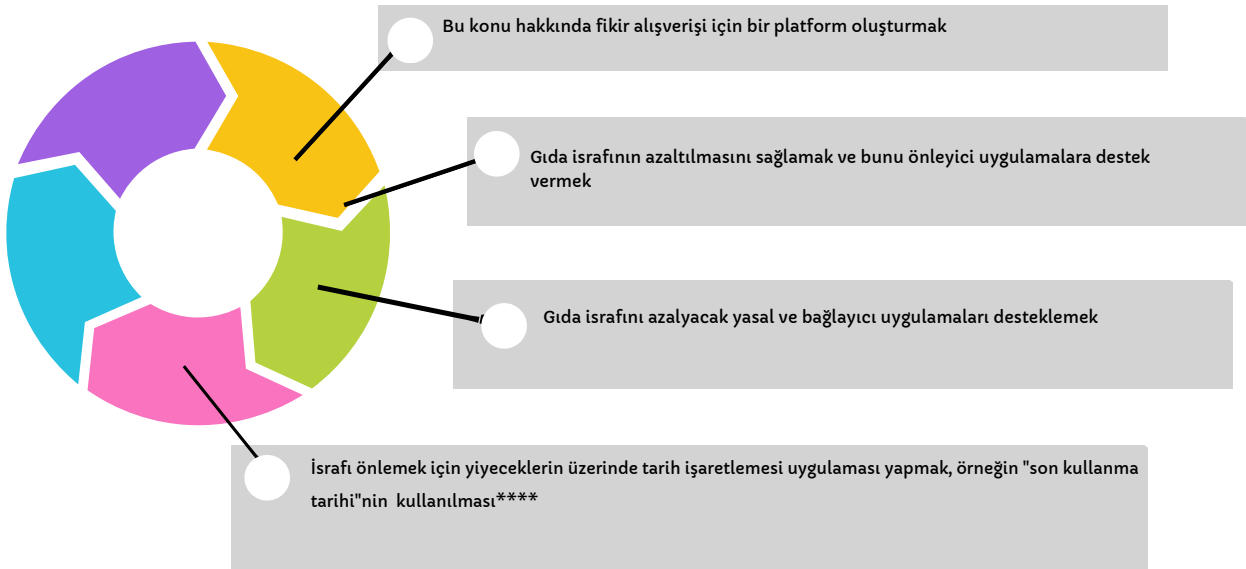 Bu konu hakkında fikir alışverişi için bir platform oluşturmak
Gıda israfının azaltılmasını sağlamak ve bunu önleyici uygulamalara destek
vermek
Gıda israfını azalyacak yasal ve bağlayıcı uygulamaları desteklemek
İsrafı önlemek için yiyeceklerin üzerinde tarih işaretlemesi uygulaması yapmak, örneğin "son kullanma
tarihi"nin kullanılması****